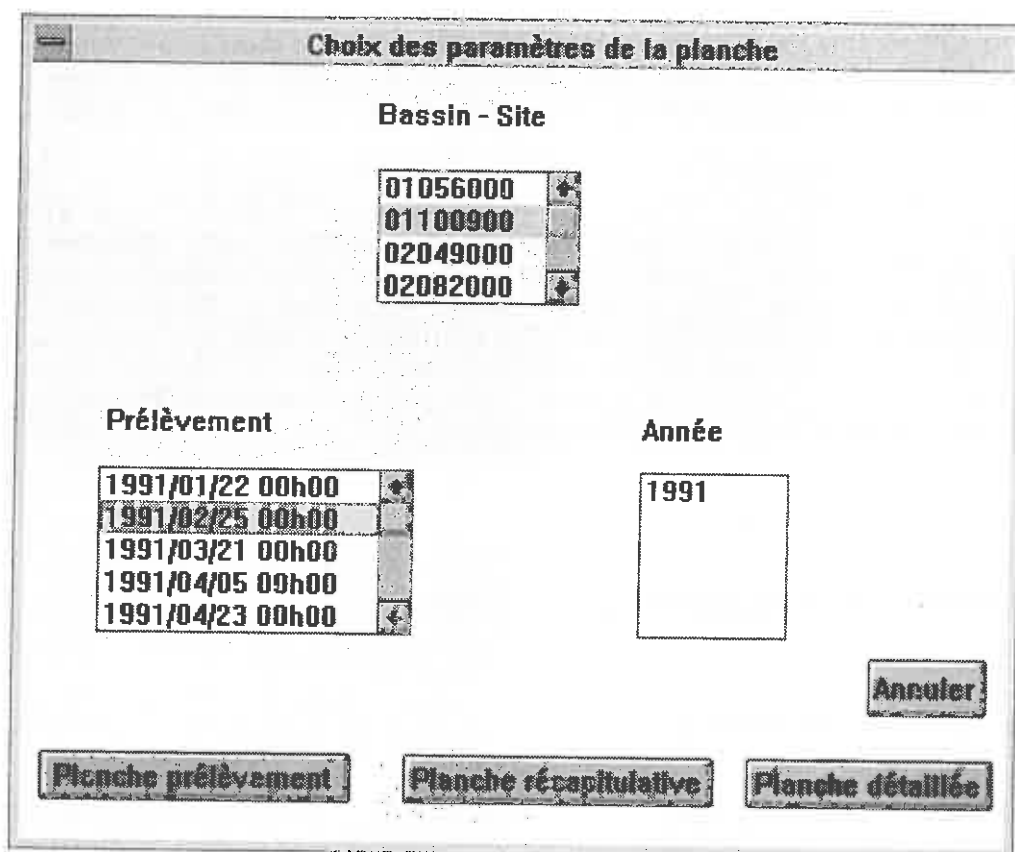 Choix des paramètres de la planche
Bassin - Site
01056000
01100900
02049000
02082000
Prélèvement
1991/01/22 00h00
1991/02/25 00h00
1991/03/21 00h00
1991/04/05 00h00
1991/04/23 00h00
Année
1991
Annuler
Planche prélèvement
Planche récapitulative
Planche détaillée